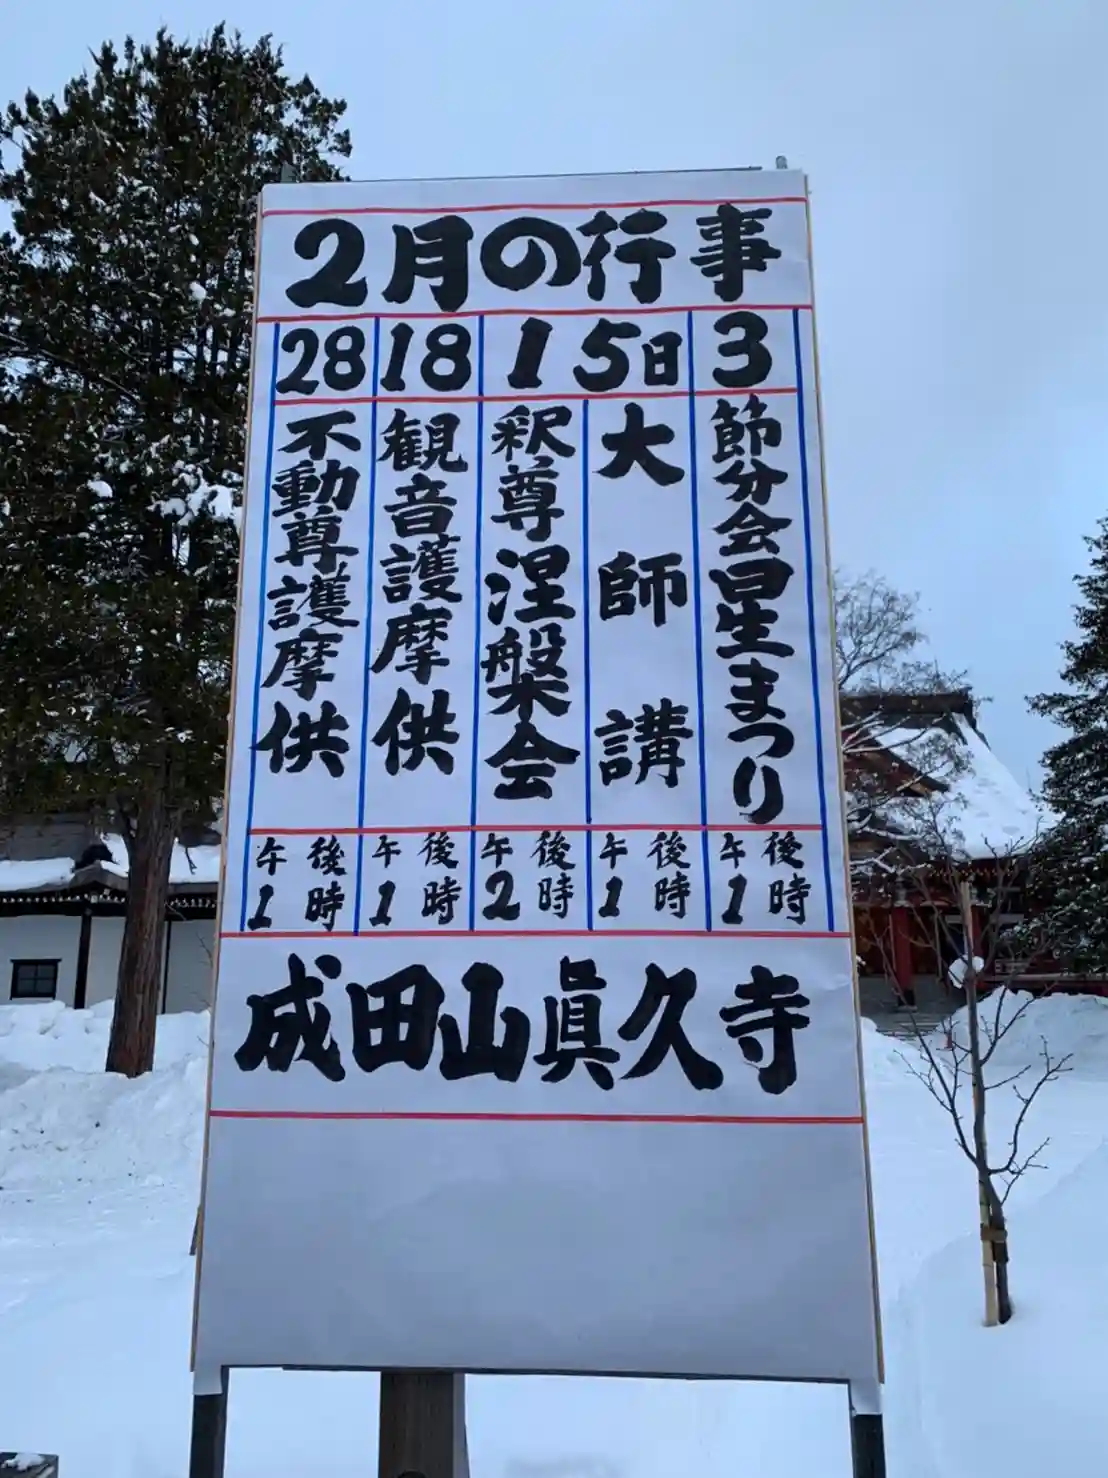 2月の行事
3
節分会星まつり
午後1時
15日
大師講
午後1時
釈尊涅槃会
午後2時
18
観音護摩供
午後1時
28
不動尊護摩供
午後1時
成田山眞久寺